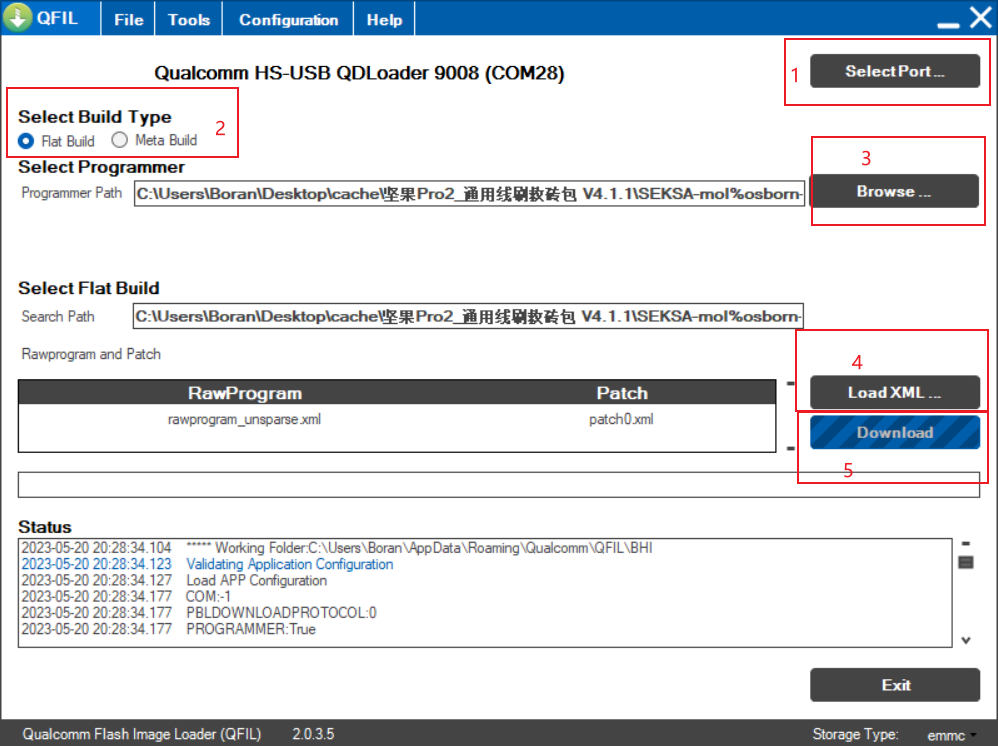 QFIL File Tools Configuration Help
Qualcomm HS-USB QDLoader 9008 (COM28)
1 Select Port ...
Select Build Type
Flat Build Meta Build 2
Select Programmer
3
Programmer Path C:\Users\Boran\Desktop\cache\坚果Pro2_通用线刷救砖包 V4.1.1\SEKSA-mol%osborn- Browse ...
Select Flat Build
Search Path C:\Users\Boran\Desktop\cache\坚果Pro2_通用线刷救砖包 V4.1.1\SEKSA-mol%osborn-
Rawprogram and Patch
4
RawProgram Patch Load XML ...
rawprogram_unsparse.xml patch0.xml
Download
5
Status
2023-05-20 20:28:34.104 ***** Working Folder:C:\Users\Boran\AppData\Roaming\Qualcomm\QFIL\BHI
2023-05-20 20:28:34.123 Validating Application Configuration
2023-05-20 20:28:34.127 Load APP Configuration
2023-05-20 20:28:34.177 COM:-1
2023-05-20 20:28:34.177 PBLDOWNLOADPROTOCOL:0
2023-05-20 20:28:34.177 PROGRAMMER:True
Exit
Qualcomm Flash Image Loader (QFIL) 2.0.3.5 Storage Type: emmc